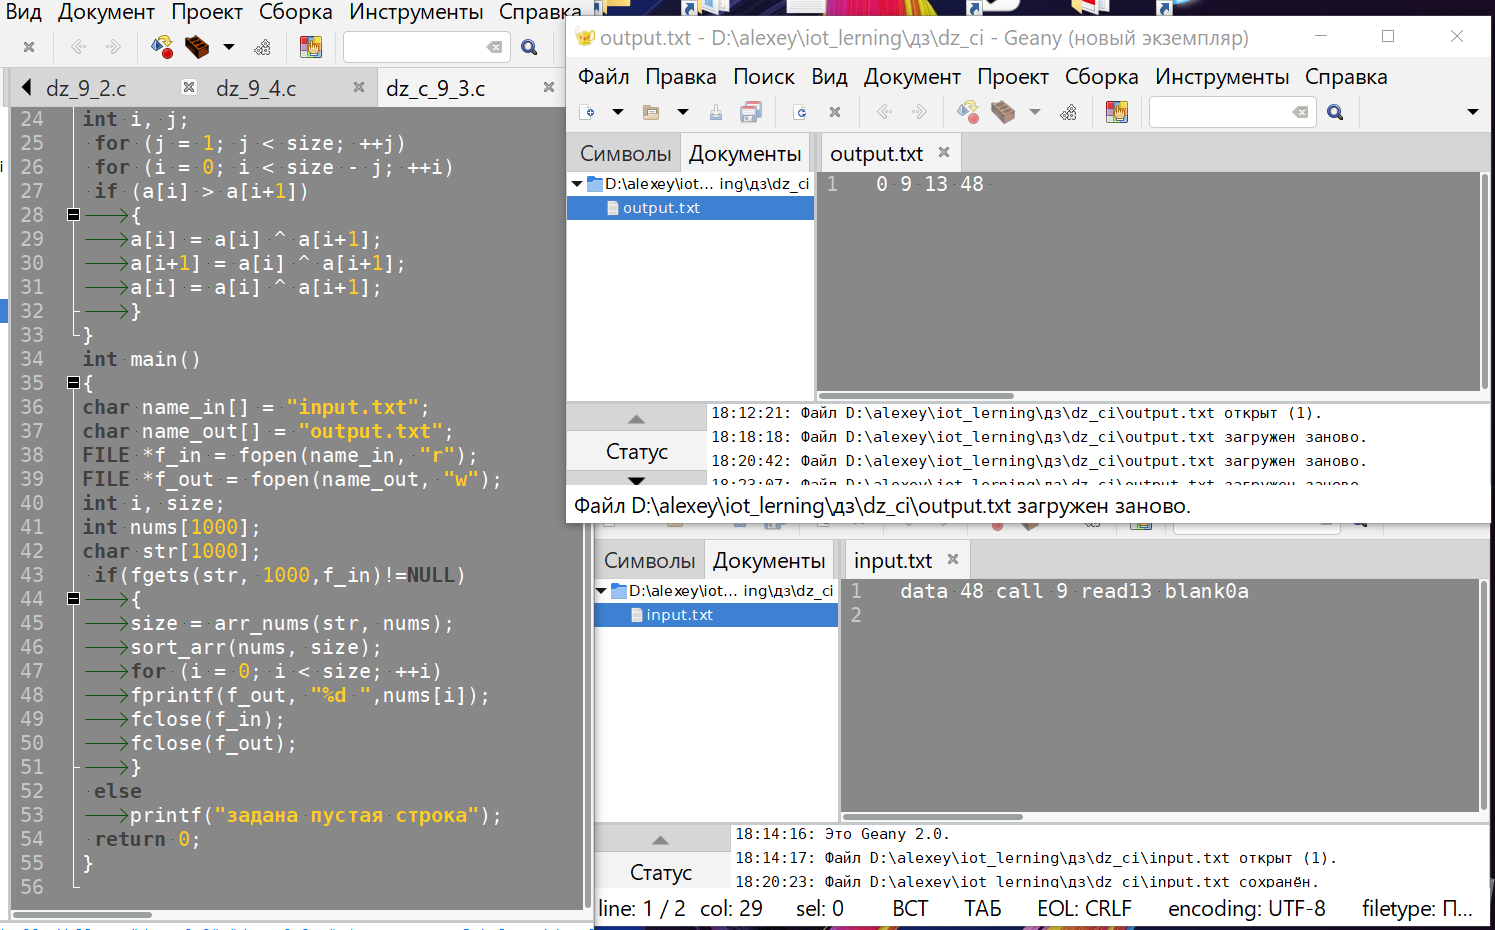 Вид Документ Проект Сборка Инструменты Справка
dz_9_2.c dz_9_4.c dz_c_9_3.c
24 int i, j;
25 for (j = 1; j < size; ++j)
26 for (i = 0; i < size - j; ++i)
27 if (a[i] > a[i+1])
28 {
29 a[i] = a[i] ^ a[i+1];
30 a[i+1] = a[i] ^ a[i+1];
31 a[i] = a[i] ^ a[i+1];
32 }
33 }
34 int main()
35 {
36 char name_in[] = "input.txt";
37 char name_out[] = "output.txt";
38 FILE *f_in = fopen(name_in, "r");
39 FILE *f_out = fopen(name_out, "w");
40 int i, size;
41 int nums[1000];
42 char str[1000];
43 if(fgets(str, 1000,f_in)!=NULL)
44 {
45 size = arr_nums(str, nums);
46 sort_arr(nums, size);
47 for (i = 0; i < size; ++i)
48 fprintf(f_out, "%d ",nums[i]);
49 fclose(f_in);
50 fclose(f_out);
51 }
52 else
53 printf("задана пустая строка");
54 return 0;
55 }
56
output.txt - D:\alexey\iot_lerning\дз\dz_ci - Geany (новый экземпляр)
Файл Правка Поиск Вид Документ Проект Сборка Инструменты Справка
Символы Документы output.txt
D:\alexey\iot... ing\дз\dz_ci
output.txt
1 0 9 13 48
18:12:21: Файл D:\alexey\iot_lerning\дз\dz_ci\output.txt открыт (1).
18:18:18: Файл D:\alexey\iot_lerning\дз\dz_ci\output.txt загружен заново.
Статус
18:20:42: Файл D:\alexey\iot_lerning\дз\dz_ci\output.txt загружен заново.
18:23:07: Файл D:\alexey\iot_lerning\дз\dz_ci\output.txt загружен заново.
Файл D:\alexey\iot_lerning\дз\dz_ci\output.txt загружен заново.
Символы Документы input.txt
D:\alexey\iot... ing\дз\dz_ci
input.txt
1 data 48 call 9 read13 blank0a
2
18:14:16: Это Geany 2.0.
18:14:17: Файл D:\alexey\iot_lerning\дз\dz_ci\input.txt открыт (1).
Статус
18:20:23: Файл D:\alexey\iot_lerning\дз\dz_ci\input.txt сохранён.
line: 1 / 2 col: 29 sel: 0 ВСТ ТАБ EOL: CRLF encoding: UTF-8 filetype: П...